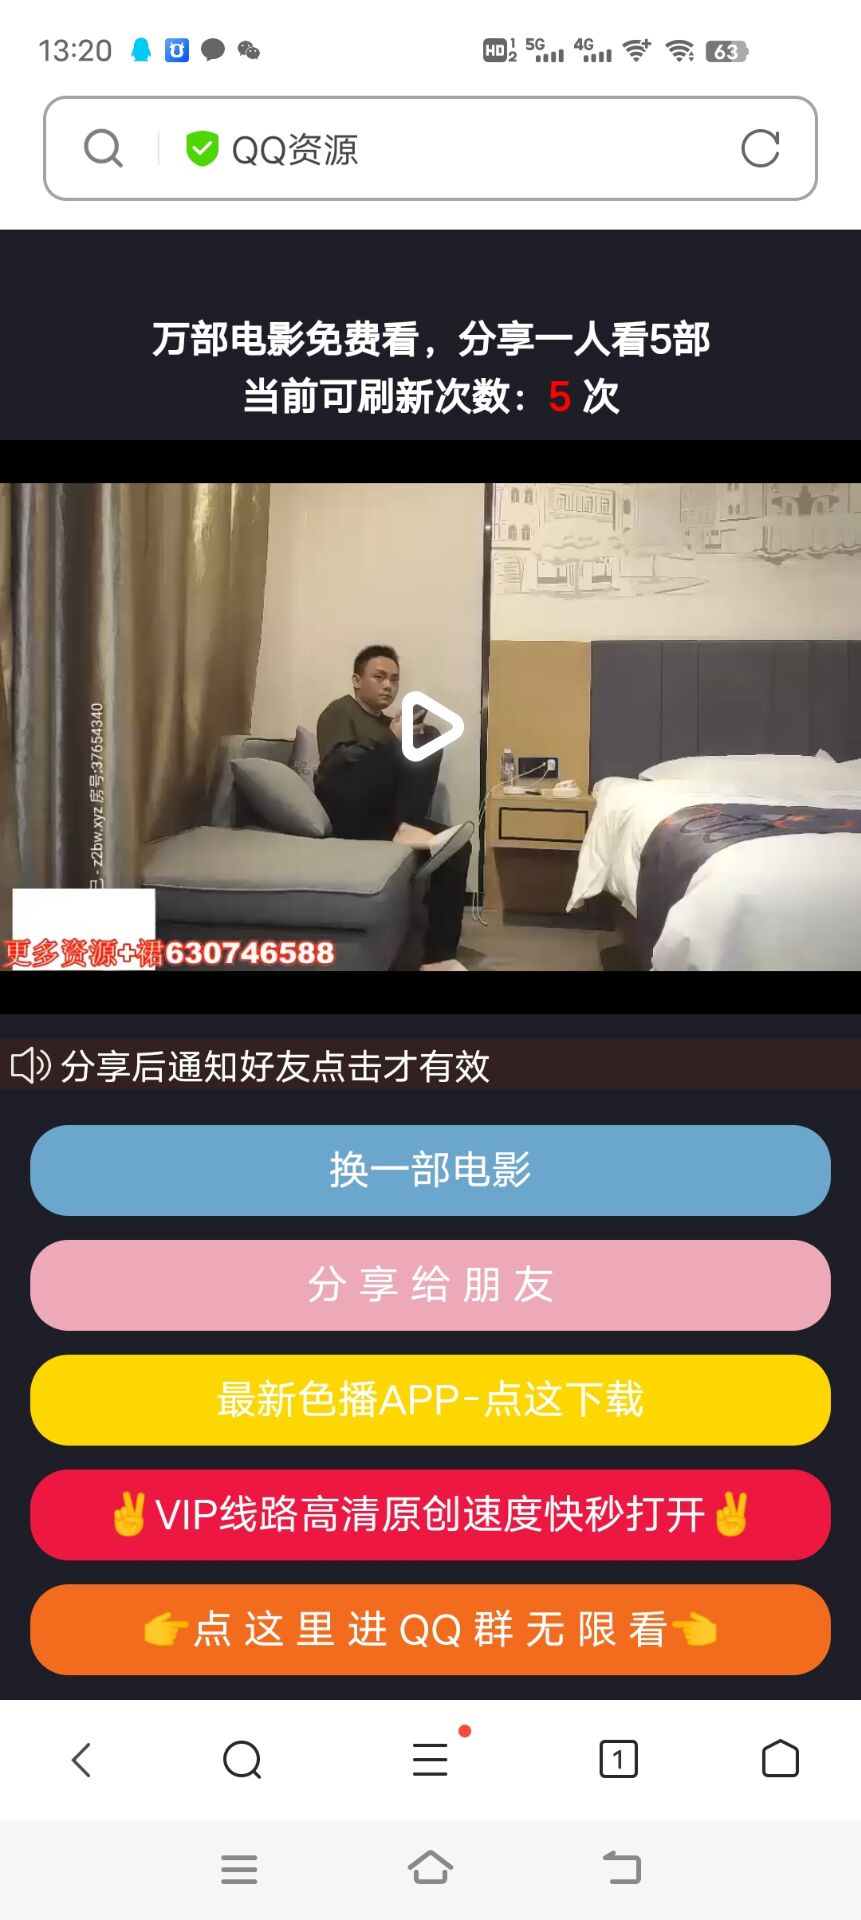 13:20
HD 1 2 5G 4G 63
QQ资源
万部电影免费看，分享一人看5部
当前可刷新次数：5 次
- z2bw.xyz 房号:37654340
更多资源+裙630746588
分享后通知好友点击才有效
换一部电影
分享给朋友
最新色播APP-点这下载
✌VIP线路高清原创速度快秒打开✌
👉点这里进QQ群无限看👈
1